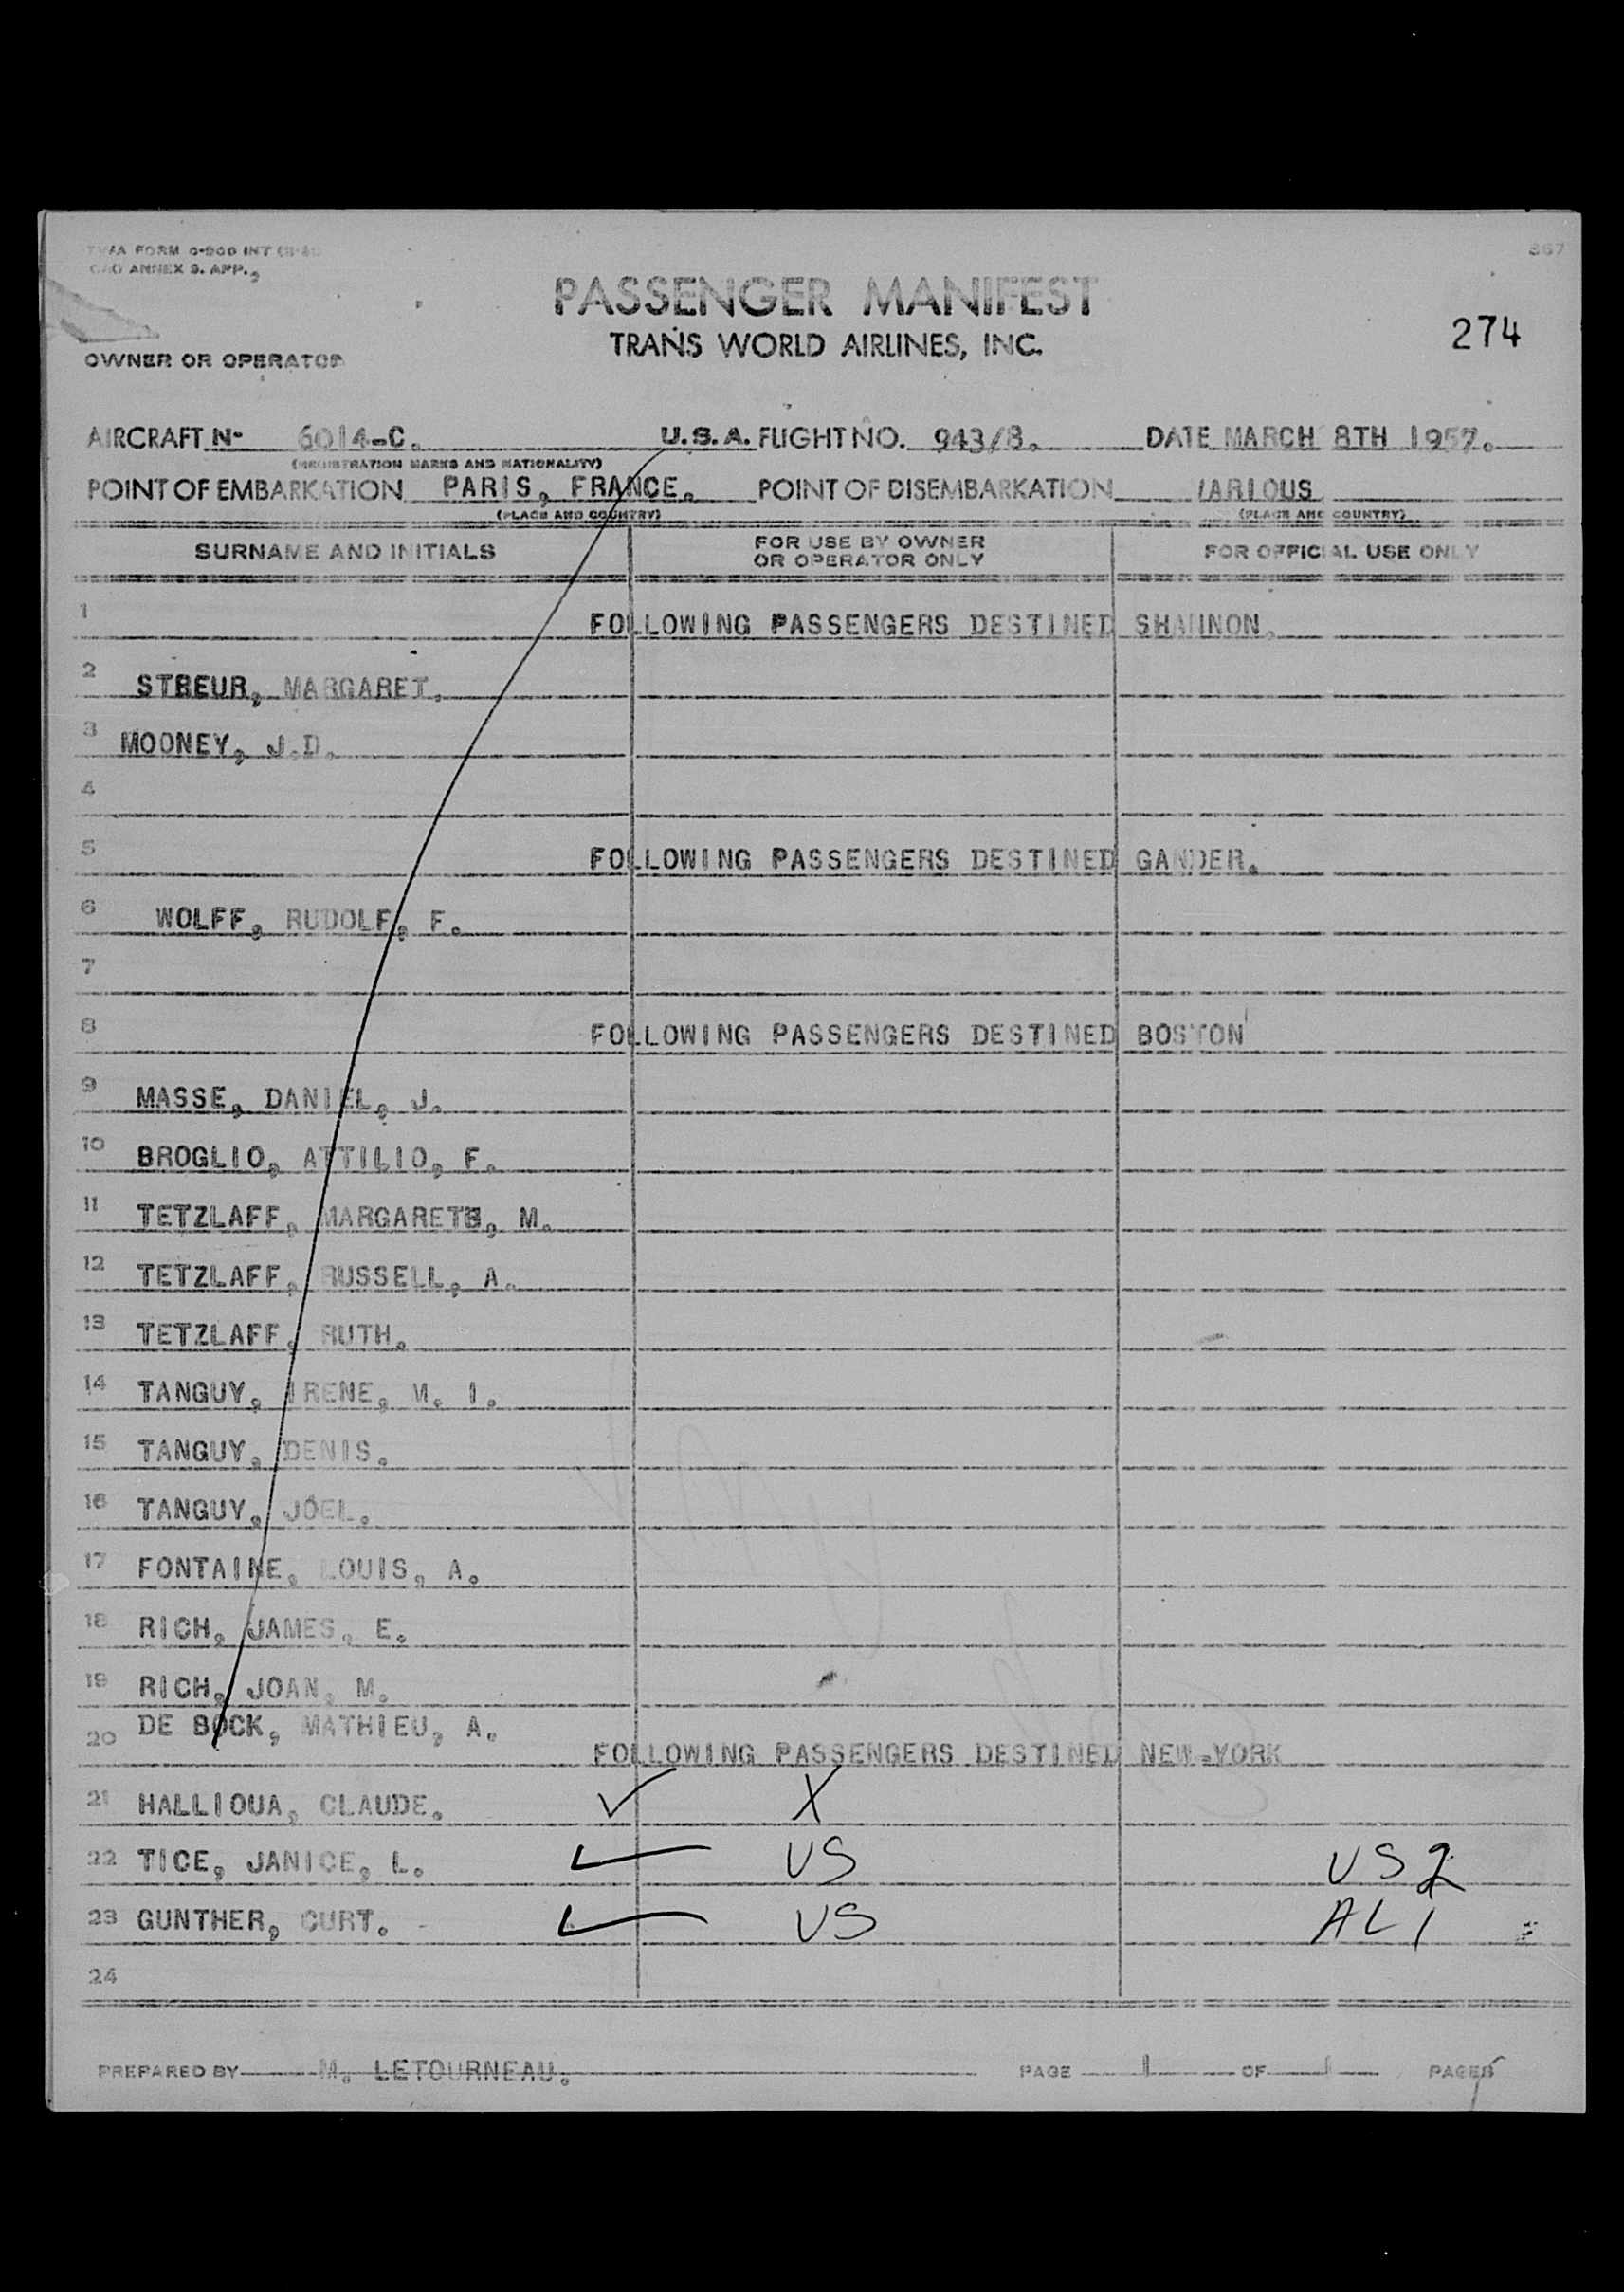 TWA FORM 0-900 INT
ANNEX 9. APP. 2
367
PASSENGER MANIFEST
TRANS WORLD AIRLINES, INC.
274
OWNER OR OPERATOR
AIRCRAFT N- 6014-C. U.S.A. FLIGHT NO. 943/8. DATE MARCH 8TH 1957.
(REGISTRATION MARKS AND NATIONALITY)
POINT OF EMBARKATION PARIS, FRANCE. POINT OF DISEMBARKATION VARIOUS
(PLACE AND COUNTRY) (PLACE AND COUNTRY)
SURNAME AND INITIALS FOR USE BY OWNER OR OPERATOR ONLY FOR OFFICIAL USE ONLY
1 FOLLOWING PASSENGERS DESTINED SHANNON.
2 STREUR, MARGARET.
3 MOONEY, J.D.
4
5 FOLLOWING PASSENGERS DESTINED GANDER.
6 WOLFF, RUDOLF, F.
7
8 FOLLOWING PASSENGERS DESTINED BOSTON
9 MASSE, DANIEL, J.
10 BROGLIO, ATTILIO, F.
11 TETZLAFF, MARGARETE, M.
12 TETZLAFF, RUSSELL, A.
13 TETZLAFF, RUTH.
14 TANGUY, IRENE, M. I.
15 TANGUY, DENIS.
16 TANGUY, JOEL.
17 FONTAINE, LOUIS, A.
18 RICH, JAMES, E.
19 RICH, JOAN, M.
20 DE BOCK, MATHIEU, A.
FOLLOWING PASSENGERS DESTINED NEW-YORK
21 HALLIOUA, CLAUDE. ✓ X
22 TICE, JANICE, L. ✓ US US 2
23 GUNTHER, CURT. ✓ US AL 1
24
PREPARED BY M. LETOURNEAU. PAGE 1 OF 1 PAGES